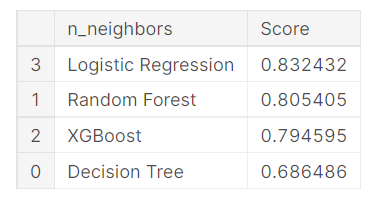 n_neighbors Score
3 Logistic Regression 0.832432
1 Random Forest 0.805405
2 XGBoost 0.794595
0 Decision Tree 0.686486